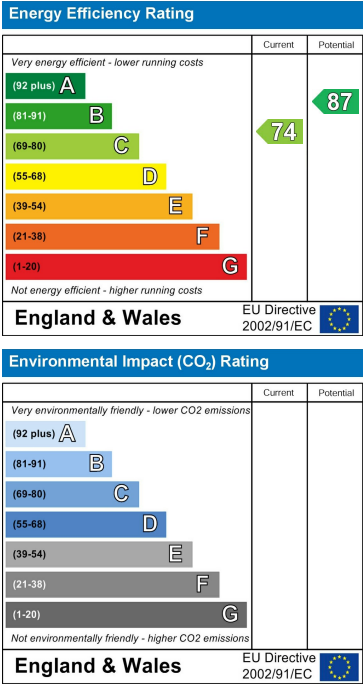 Energy Efficiency Rating
Current Potential
Very energy efficient - lower running costs
(92 plus) A
(81-91) B
(69-80) C
(55-68) D
(39-54) E
(21-38) F
(1-20) G
74
87
Not energy efficient - higher running costs
England & Wales
EU Directive
2002/91/EC
Environmental Impact (CO₂) Rating
Current Potential
Very environmentally friendly - lower CO2 emissions
(92 plus) A
(81-91) B
(69-80) C
(55-68) D
(39-54) E
(21-38) F
(1-20) G
Not environmentally friendly - higher CO2 emissions
England & Wales
EU Directive
2002/91/EC